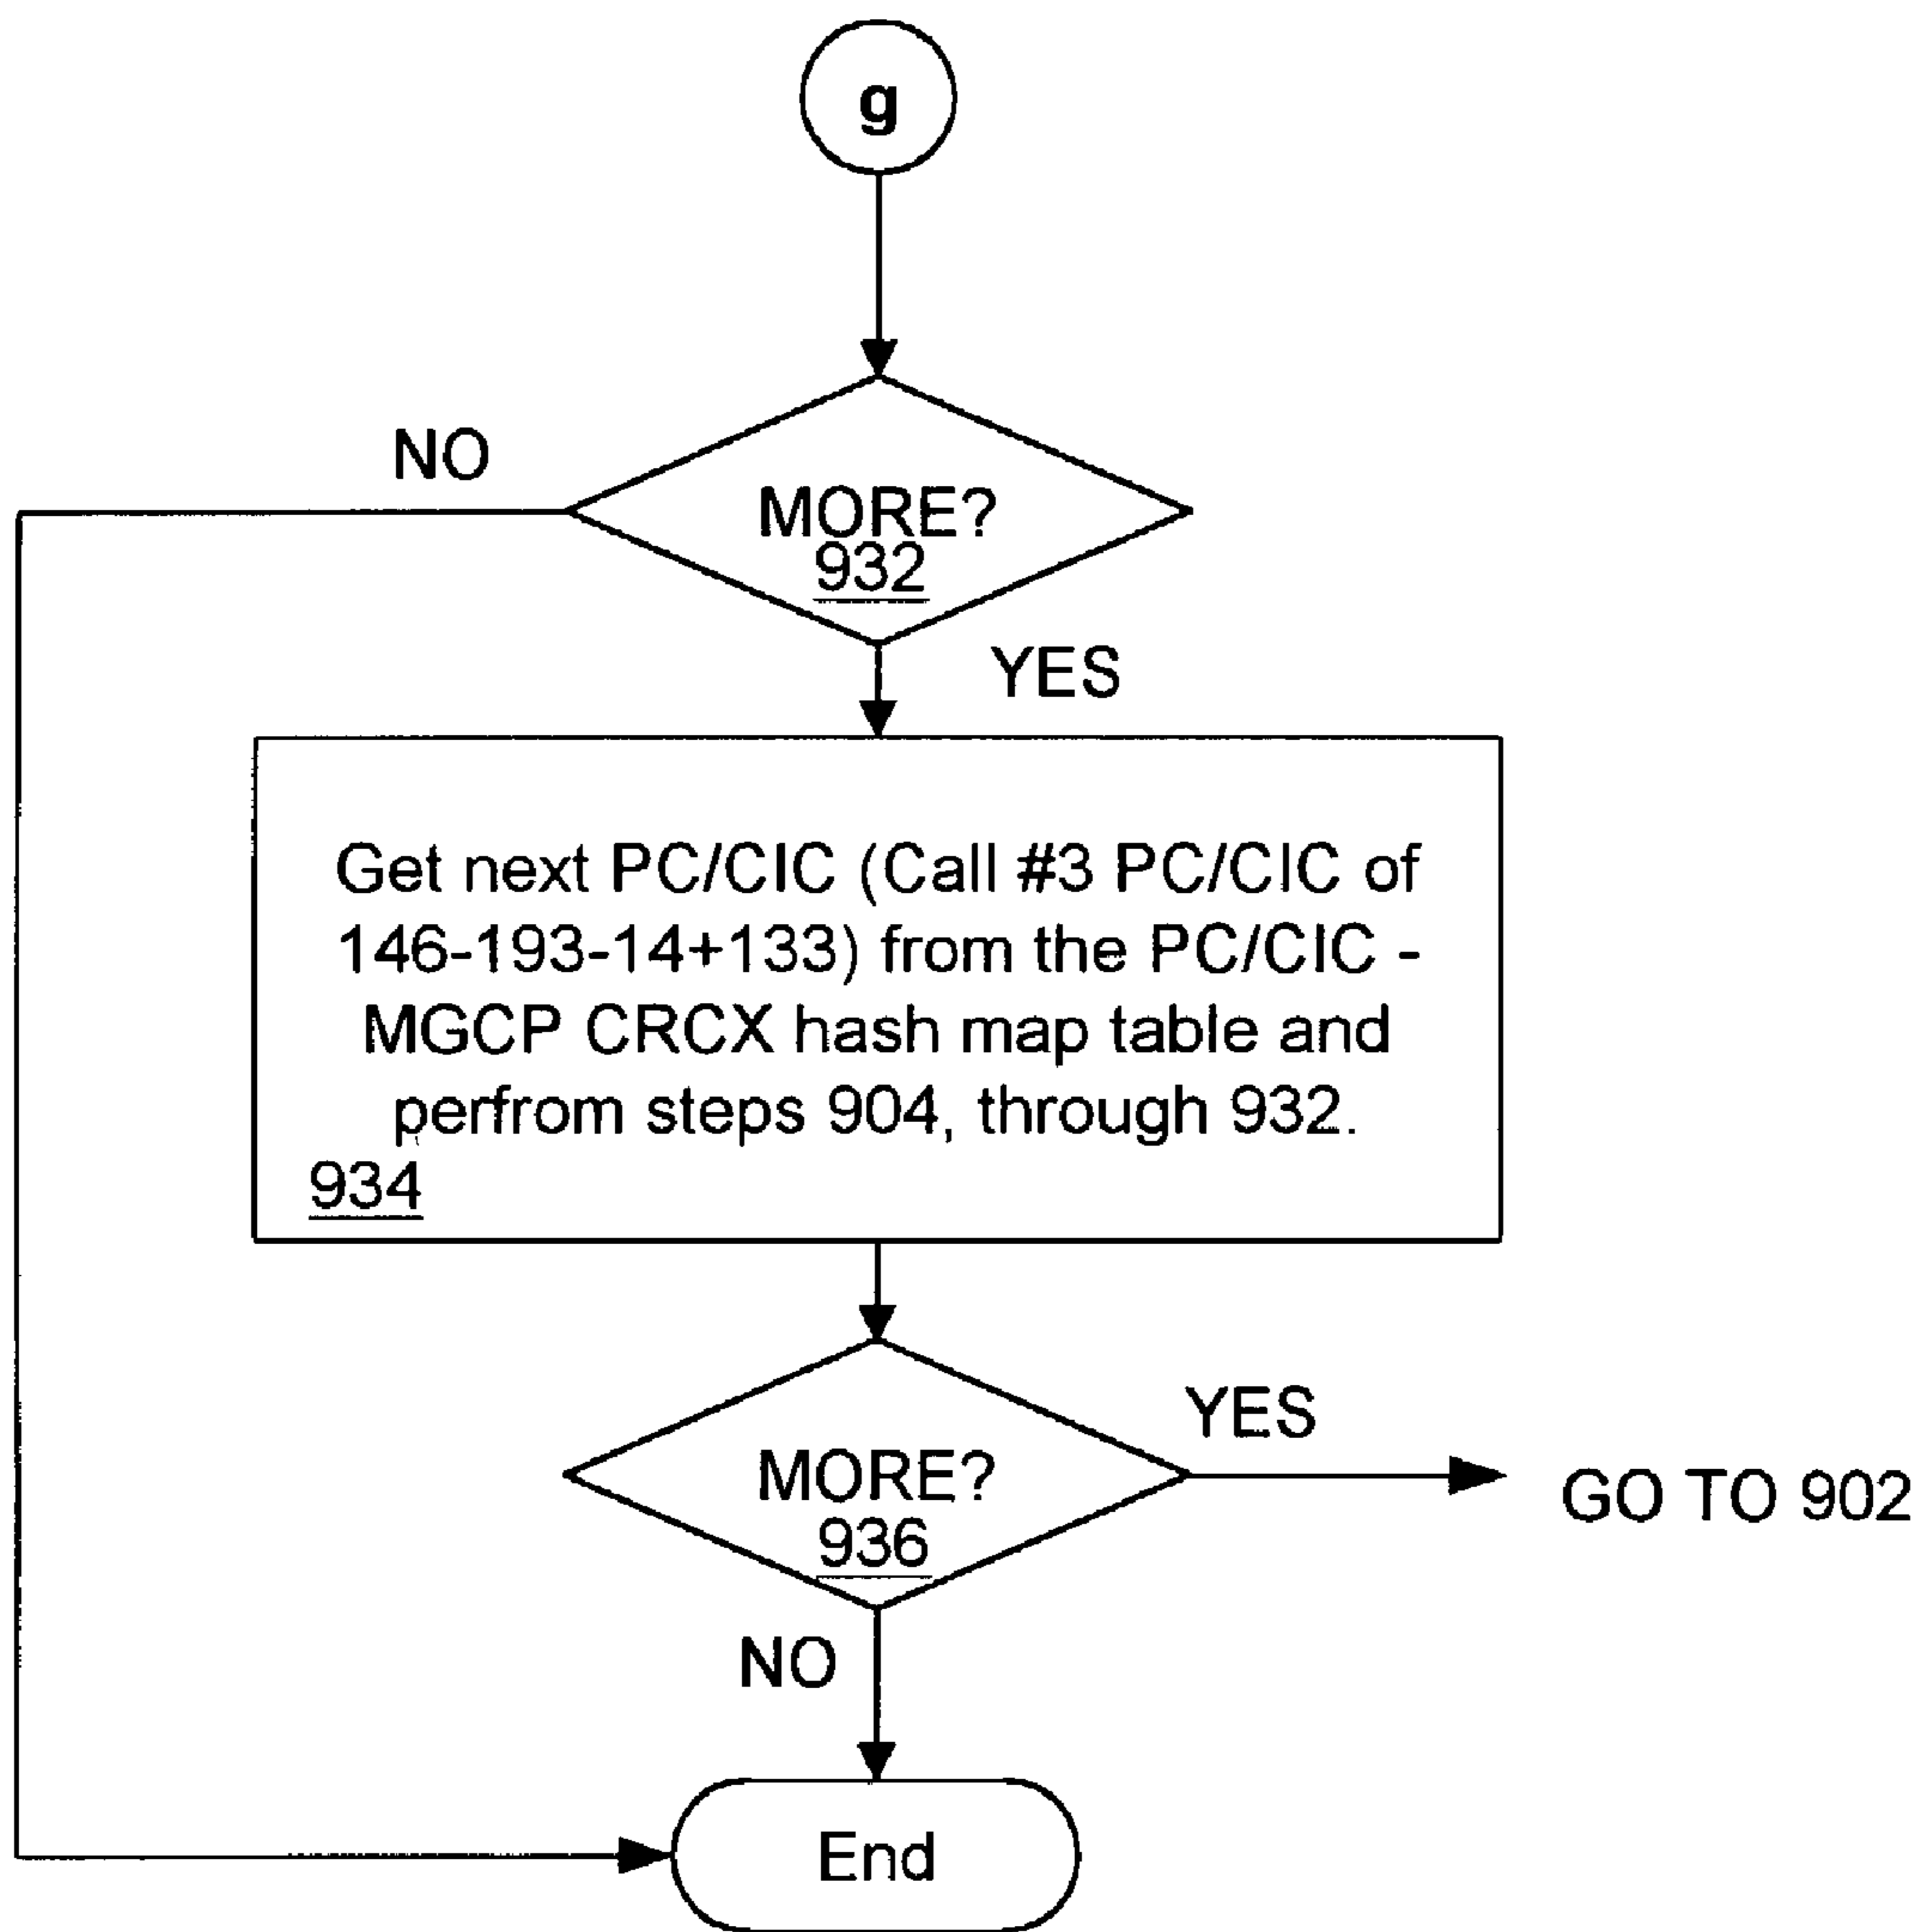 g
NO
MORE?
932
YES
Get next PC/CIC (Call #3 PC/CIC of
146-193-14+133) from the PC/CIC -
MGCP CRCX hash map table and
perfrom steps 904, through 932.
934
YES
MORE?
936
GO TO 902
NO
End